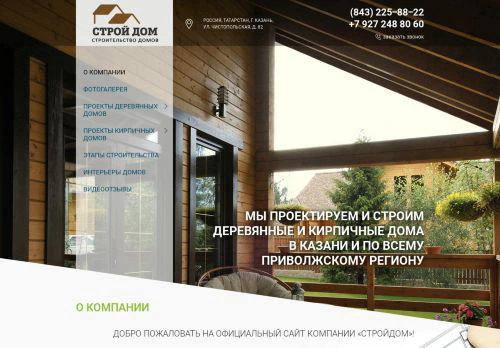 СТРОЙ ДОМ
СТРОИТЕЛЬСТВО ДОМОВ
РОССИЯ, ТАТАРСТАН, Г. КАЗАНЬ,
УЛ. ЧИСТОПОЛЬСКАЯ, Д. 82
(843) 225–88–22
+7 927 248 80 60
заказать звонок
О КОМПАНИИ
ФОТОГАЛЕРЕЯ
ПРОЕКТЫ ДЕРЕВЯННЫХ
ДОМОВ
ПРОЕКТЫ КИРПИЧНЫХ
ДОМОВ
ЭТАПЫ СТРОИТЕЛЬСТВА
ИНТЕРЬЕРЫ ДОМОВ
ВИДЕООТЗЫВЫ
МЫ ПРОЕКТИРУЕМ И СТРОИМ
ДЕРЕВЯННЫЕ И КИРПИЧНЫЕ ДОМА
В КАЗАНИ И ПО ВСЕМУ
ПРИВОЛЖСКОМУ РЕГИОНУ
О КОМПАНИИ
ДОБРО ПОЖАЛОВАТЬ НА ОФИЦИАЛЬНЫЙ САЙТ КОМПАНИИ «СТРОЙДОМ»!